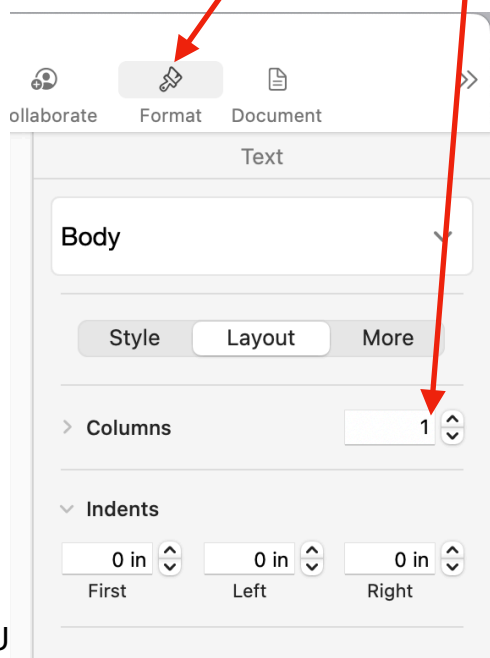 ollaborate Format Document
Text
Body
Style Layout More
Columns 1
Indents
0 in 0 in 0 in
First Left Right